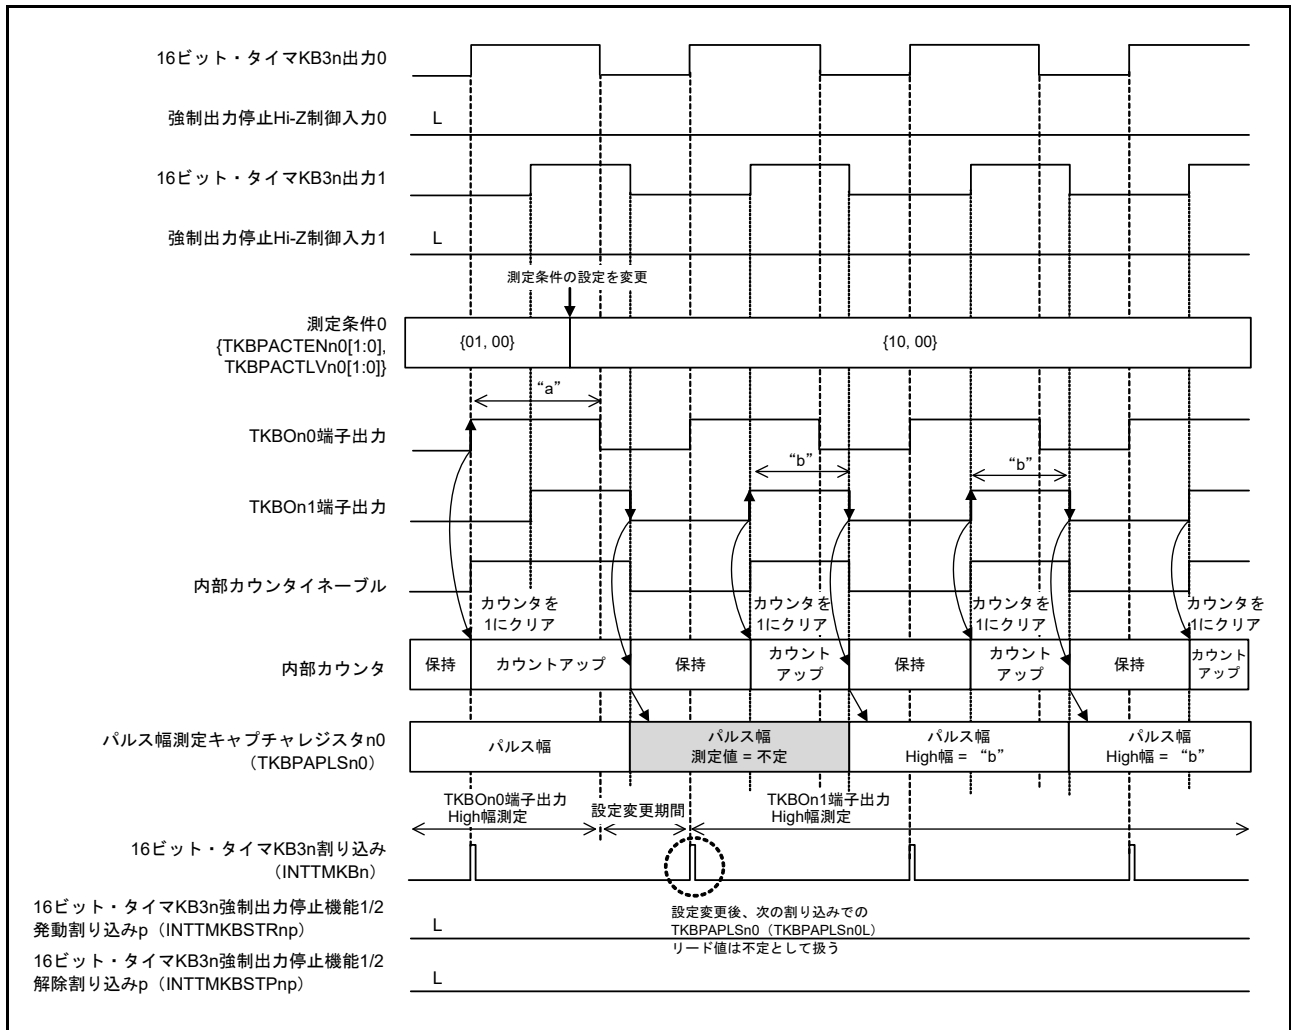 16ビット・タイマKB3n出力0
強制出力停止Hi-Z制御入力0
L
16ビット・タイマKB3n出力1
強制出力停止Hi-Z制御入力1
L
測定条件の設定を変更
測定条件0
{TKBPACTENn0[1:0],
TKBPACTLVn0[1:0]}
{01, 00}
{10, 00}
“a”
TKBOn0端子出力
“b”
“b”
TKBOn1端子出力
内部カウンタイネーブル
カウンタを
1にクリア
カウンタを
1にクリア
カウンタを
1にクリア
カウンタを
1にクリア
内部カウンタ
保持
カウントアップ
保持
カウント
アップ
保持
カウント
アップ
保持
カウント
アップ
パルス幅測定キャプチャレジスタn0
（TKBPAPLSn0）
パルス幅
パルス幅
測定値 = 不定
パルス幅
High幅 = “b”
パルス幅
High幅 = “b”
TKBOn0端子出力
High幅測定
設定変更期間
TKBOn1端子出力
High幅測定
16ビット・タイマKB3n割り込み
（INTTMKBn）
設定変更後、次の割り込みでの
TKBPAPLSn0（TKBPAPLSn0L）
リード値は不定として扱う
16ビット・タイマKB3n強制出力停止機能1/2
発動割り込みp（INTTMKBSTRnp）
L
16ビット・タイマKB3n強制出力停止機能1/2
解除割り込みp（INTTMKBSTPnp）
L